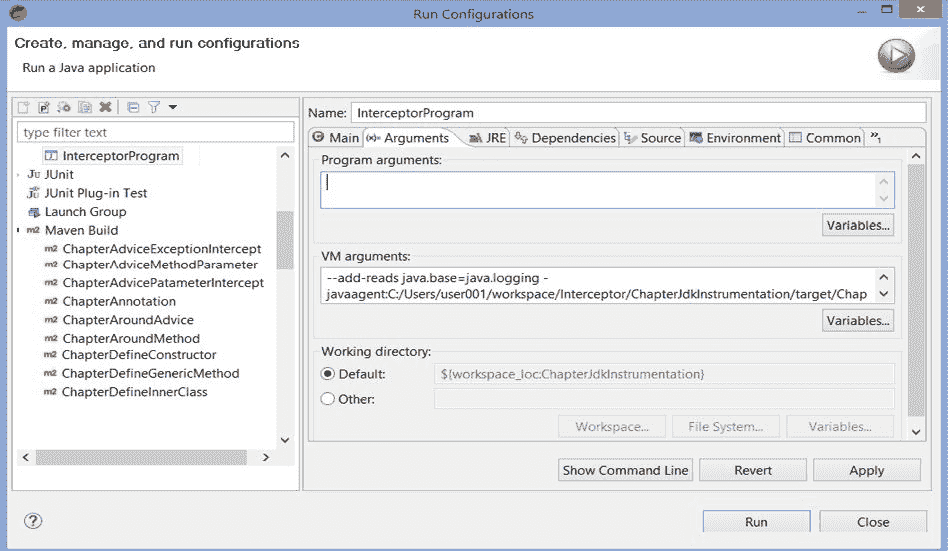 Run Configurations
Create, manage, and run configurations
Run a Java application
type filter text
InterceptorProgram
JUnit
JUnit Plug-in Test
Launch Group
Maven Build
ChapterAdviceExceptionIntercept
ChapterAdviceMethodParameter
ChapterAdvicePatameterIntercept
ChapterAnnotation
ChapterAroundAdvice
ChapterAroundMethod
ChapterDefineConstructor
ChapterDefineGenericMethod
ChapterDefineInnerClass
Name: InterceptorProgram
Main Arguments JRE Dependencies Source Environment Common »1
Program arguments:
Variables...
VM arguments:
--add-reads java.base=java.logging -
javaagent:C:/Users/user001/workspace/Interceptor/ChapterJdkInstrumentation/target/Chap
Variables...
Working directory:
Default: ${workspace_loc:ChapterJdkInstrumentation}
Other:
Workspace... File System... Variables...
Show Command Line Revert Apply
Run Close